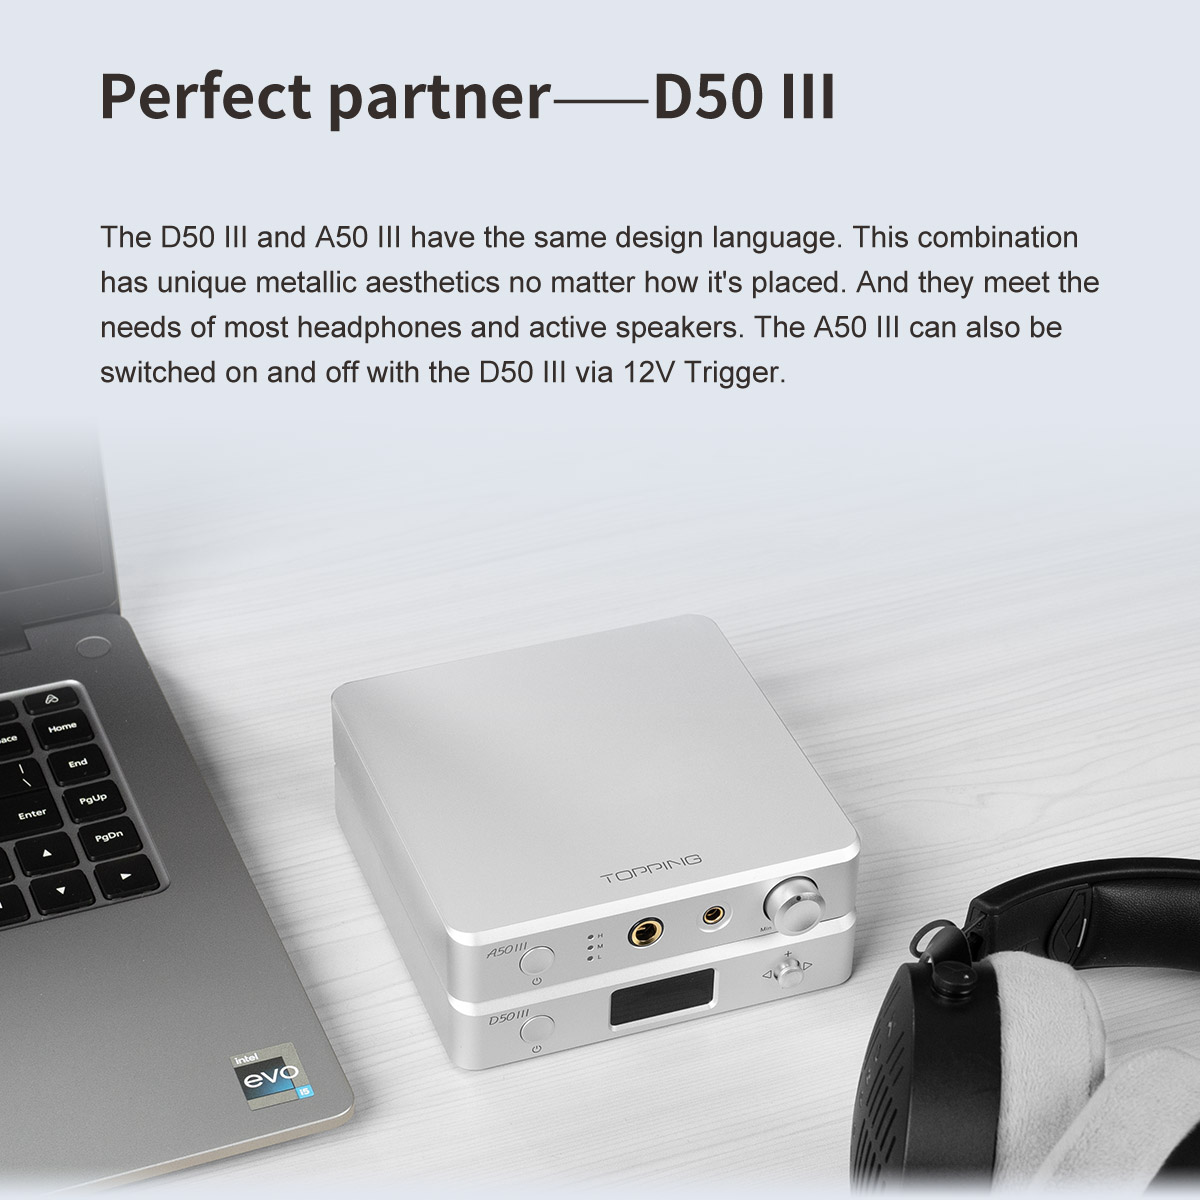 Perfect partner——D50 III
The D50 III and A50 III have the same design language. This combination
has unique metallic aesthetics no matter how it's placed. And they meet the
needs of most headphones and active speakers. The A50 III can also be
switched on and off with the D50 III via 12V Trigger.
Home
End
Enter
PgUp
PgDn
TOPPING
A50 III
H
M
L
Min
D50 III
intel
evo
i5